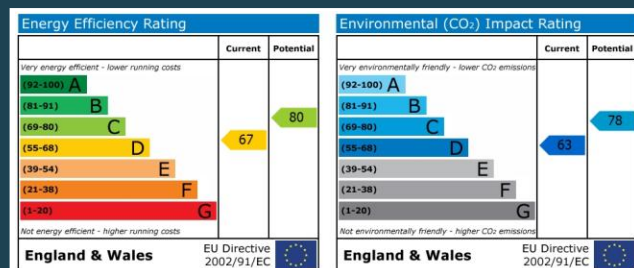 Energy Efficiency Rating
Current Potential
Very energy efficient - lower running costs
(92-100) A
(81-91) B
(69-80) C
(55-68) D
(39-54) E
(21-38) F
(1-20) G
67
80
Not energy efficient - higher running costs
England & Wales
EU Directive
2002/91/EC
Environmental (CO₂) Impact Rating
Current Potential
Very environmentally friendly - lower CO₂ emissions
(92-100) A
(81-91) B
(69-80) C
(55-68) D
(39-54) E
(21-38) F
(1-20) G
63
78
Not environmentally friendly - higher CO₂ emissions
England & Wales
EU Directive
2002/91/EC